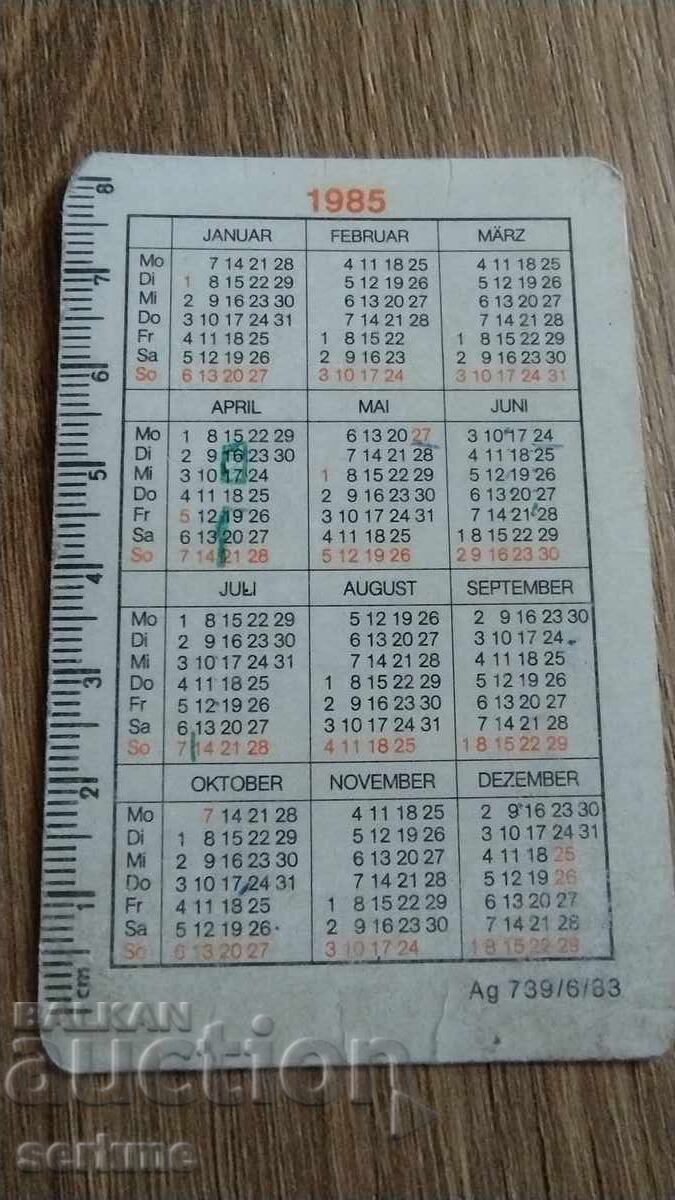 1985
JANUAR FEBRUAR MÄRZ
Mo 7 14 21 28 4 11 18 25 4 11 18 25
Di 1 8 15 22 29 5 12 19 26 5 12 19 26
Mi 2 9 16 23 30 6 13 20 27 6 13 20 27
Do 3 10 17 24 31 7 14 21 28 7 14 21 28
Fr 4 11 18 25 1 8 15 22 1 8 15 22 29
Sa 5 12 19 26 2 9 16 23 2 9 16 23 30
So 6 13 20 27 3 10 17 24 3 10 17 24 31
APRIL MAI JUNI
Mo 1 8 15 22 29 6 13 20 27 3 10 17 24
Di 2 9 16 23 30 7 14 21 28 4 11 18 25
Mi 3 10 17 24 1 8 15 22 29 5 12 19 26
Do 4 11 18 25 2 9 16 23 30 6 13 20 27
Fr 5 12 19 26 3 10 17 24 31 7 14 21 28
Sa 6 13 20 27 4 11 18 25 1 8 15 22 29
So 7 14 21 28 5 12 19 26 2 9 16 23 30
JULI AUGUST SEPTEMBER
Mo 1 8 15 22 29 5 12 19 26 2 9 16 23 30
Di 2 9 16 23 30 6 13 20 27 3 10 17 24
Mi 3 10 17 24 31 7 14 21 28 4 11 18 25
Do 4 11 18 25 1 8 15 22 29 5 12 19 26
Fr 5 12 19 26 2 9 16 23 30 6 13 20 27
Sa 6 13 20 27 3 10 17 24 31 7 14 21 28
So 7 14 21 28 4 11 18 25 1 8 15 22 29
OKTOBER NOVEMBER DEZEMBER
Mo 7 14 21 28 4 11 18 25 2 9 16 23 30
Di 1 8 15 22 29 5 12 19 26 3 10 17 24 31
Mi 2 9 16 23 30 6 13 20 27 4 11 18 25
Do 3 10 17 24 31 7 14 21 28 5 12 19 26
Fr 4 11 18 25 1 8 15 22 29 6 13 20 27
Sa 5 12 19 26 2 9 16 23 30 7 14 21 28
So 6 13 20 27 3 10 17 24 1 8 15 22 29
Ag 739/6/83
8
7
6
5
4
3
2
1
cm
BALKAN
auction
sertme